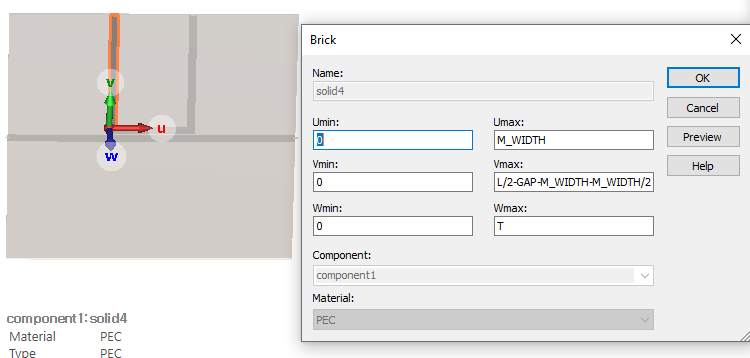 v
u
w
component1:solid4
Material PEC
Type PEC
Brick
Name:
solid4
OK
Cancel
Preview
Help
Umin: Umax:
0 M_WIDTH
Vmin: Vmax:
0 L/2-GAP-M_WIDTH-M_WIDTH/2
Wmin: Wmax:
0 T
Component:
component1
Material:
PEC